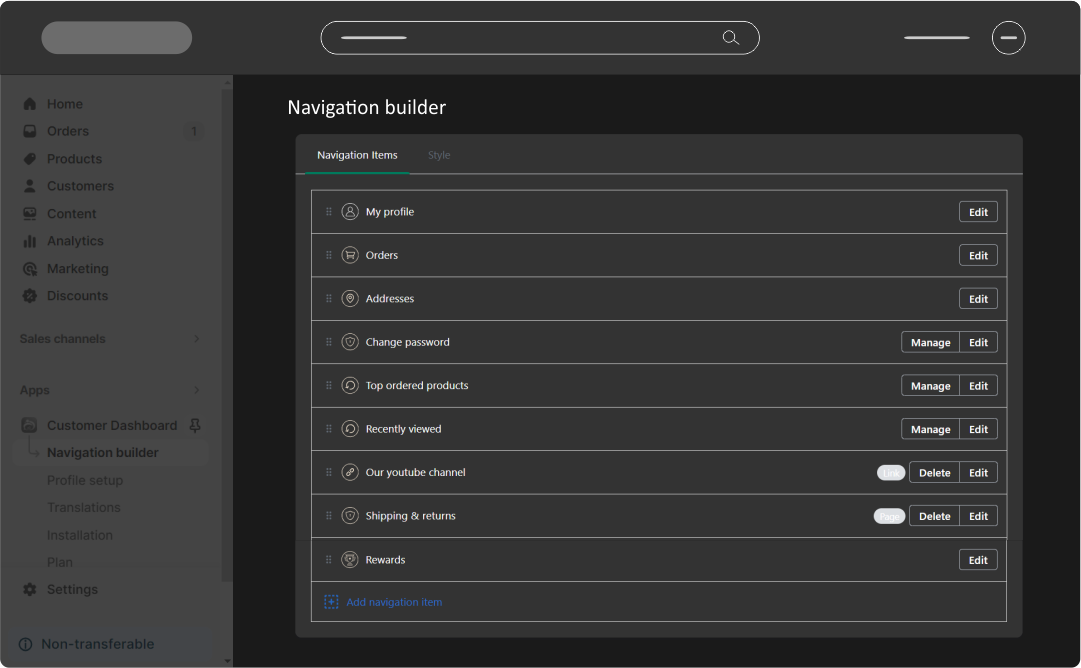 Home
Orders 1
Products
Customers
Content
Analytics
Marketing
Discounts
Sales channels
Apps
Customer Dashboard
Navigation builder
Profile setup
Translations
Installation
Plan
Settings
Non-transferable
Navigation builder
Navigation Items Style
My profile Edit
Orders Edit
Addresses Edit
Change password Manage Edit
Top ordered products Manage Edit
Recently viewed Manage Edit
Our youtube channel Link Delete Edit
Shipping & returns Page Delete Edit
Rewards Edit
Add navigation item